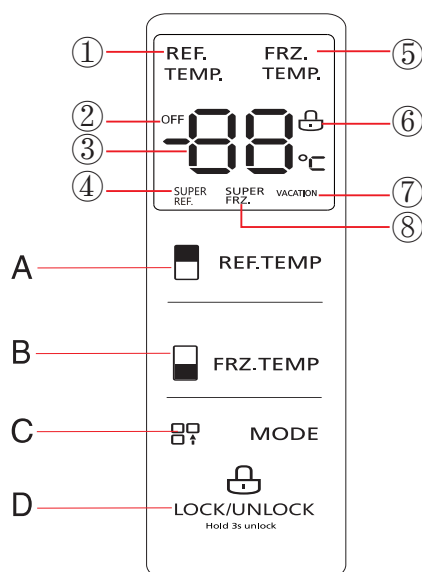 ① REF. TEMP. FRZ. TEMP. ⑤
② OFF
③ -88 °C ⑥
④ SUPER REF. SUPER FRZ. VACATION ⑦
⑧
A REF.TEMP
B FRZ.TEMP
C MODE
D LOCK/UNLOCK
Hold 3s unlock